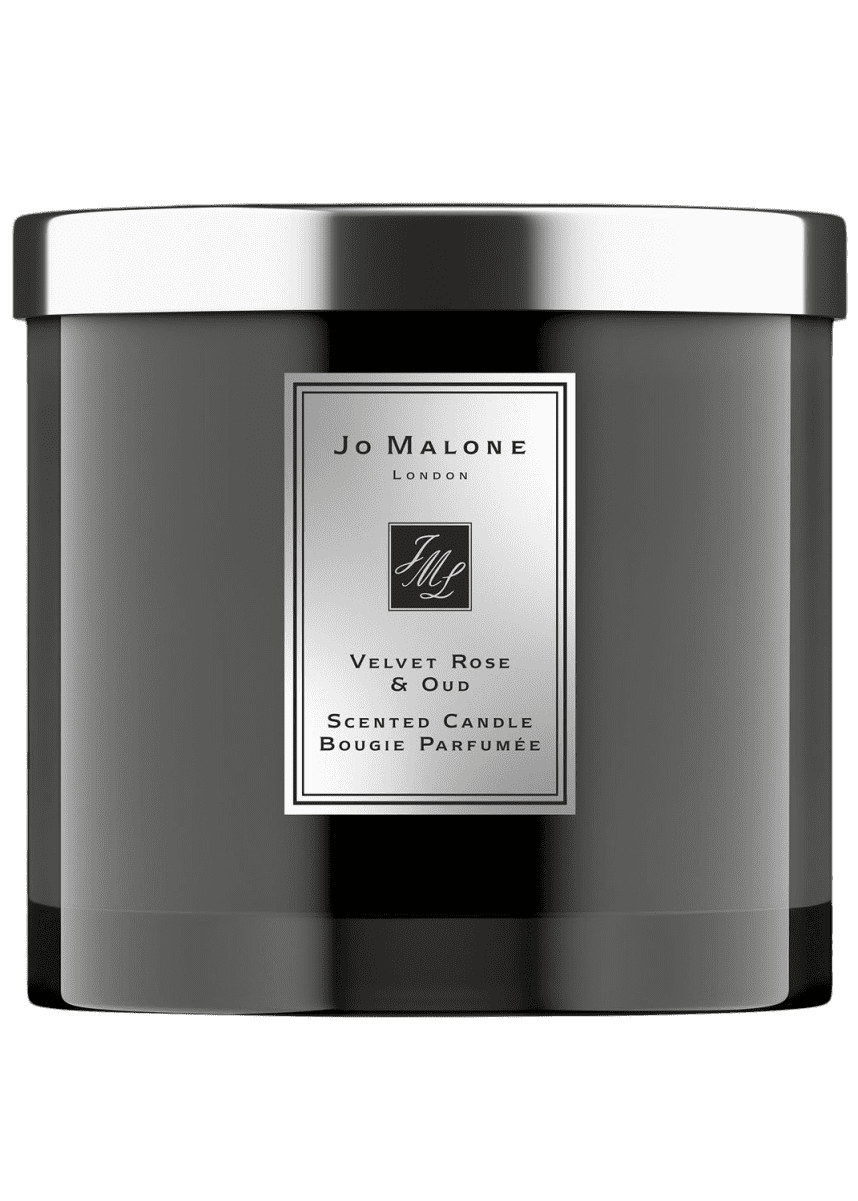 Jo Malone
London
JML
Velvet Rose
& Oud
Scented Candle
Bougie Parfumée